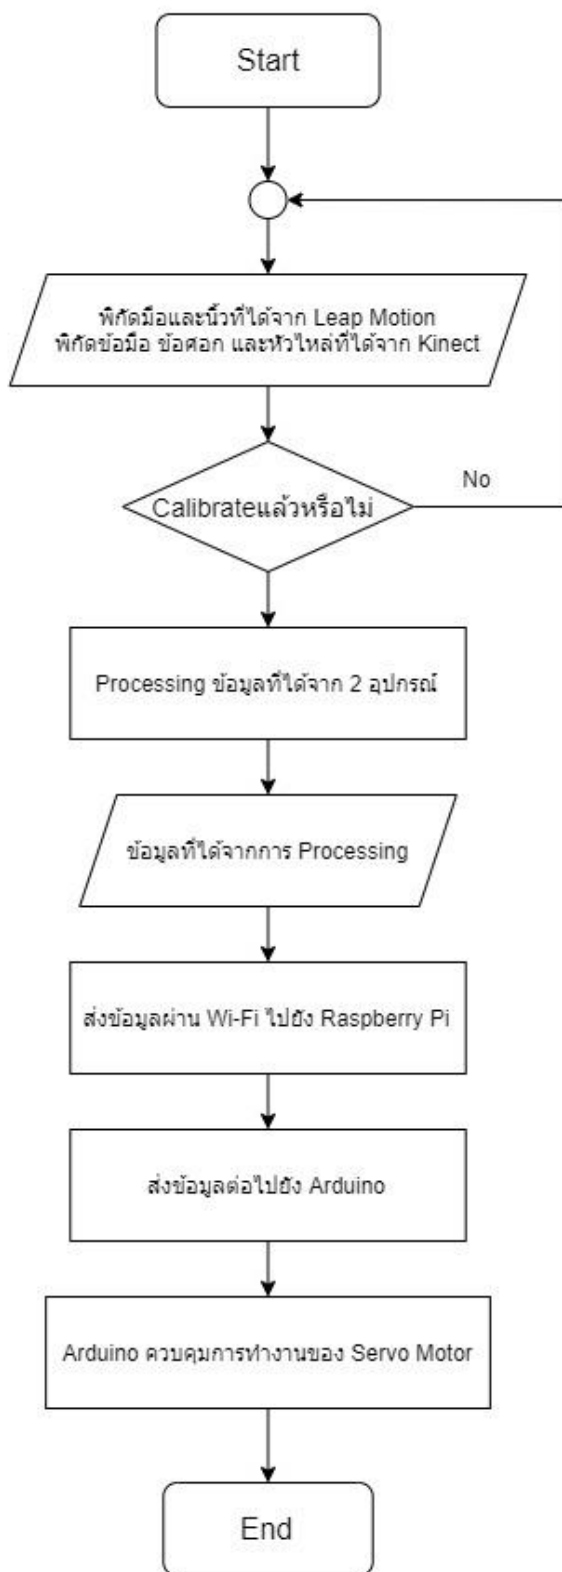 Start
พิกัดมือและนิ้วที่ได้จาก Leap Motion
พิกัดข้อมือ ข้อศอก และหัวไหล่ที่ได้จาก Kinect
Calibrateแล้วหรือไม่
No
Processing ข้อมูลที่ได้จาก 2 อุปกรณ์
ข้อมูลที่ได้จากการ Processing
ส่งข้อมูลผ่าน Wi-Fi ไปยัง Raspberry Pi
ส่งข้อมูลต่อไปยัง Arduino
Arduino ควบคุมการทำงานของ Servo Motor
End